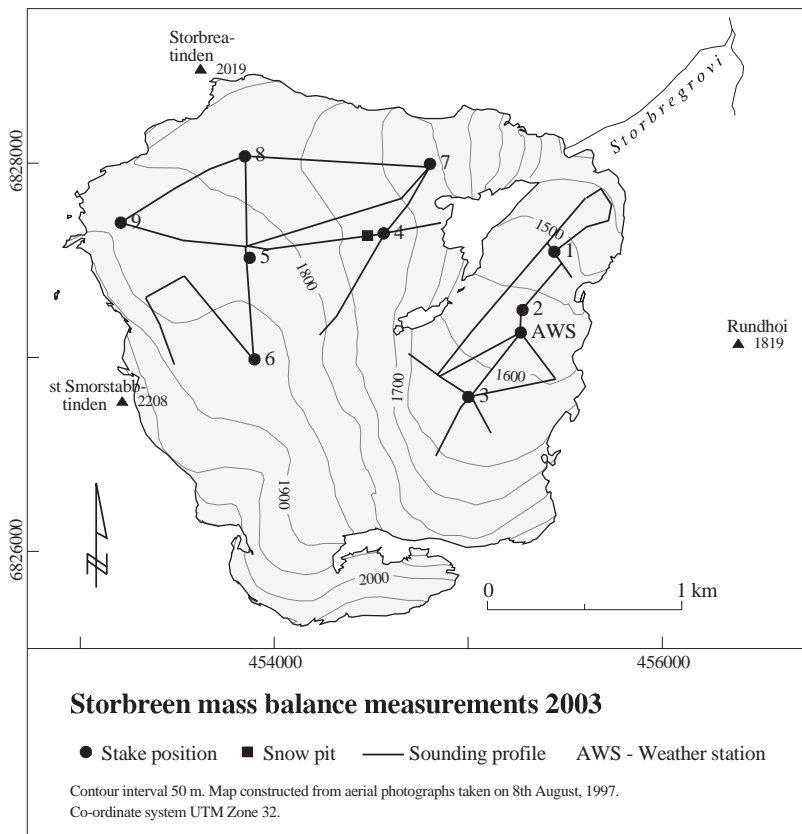 Storbrea-
tinden
2019
Storbregrovi
6828000
8
7
9
4
1500
1
5
1800
2
AWS
Rundhoi
1819
6
1600
st Smorstabb-
tinden
2208
1700
3
1900
6826000
2000
0 1 km
454000 456000
Storbreen mass balance measurements 2003
Stake position Snow pit Sounding profile AWS - Weather station
Contour interval 50 m. Map constructed from aerial photographs taken on 8th August, 1997.
Co-ordinate system UTM Zone 32.